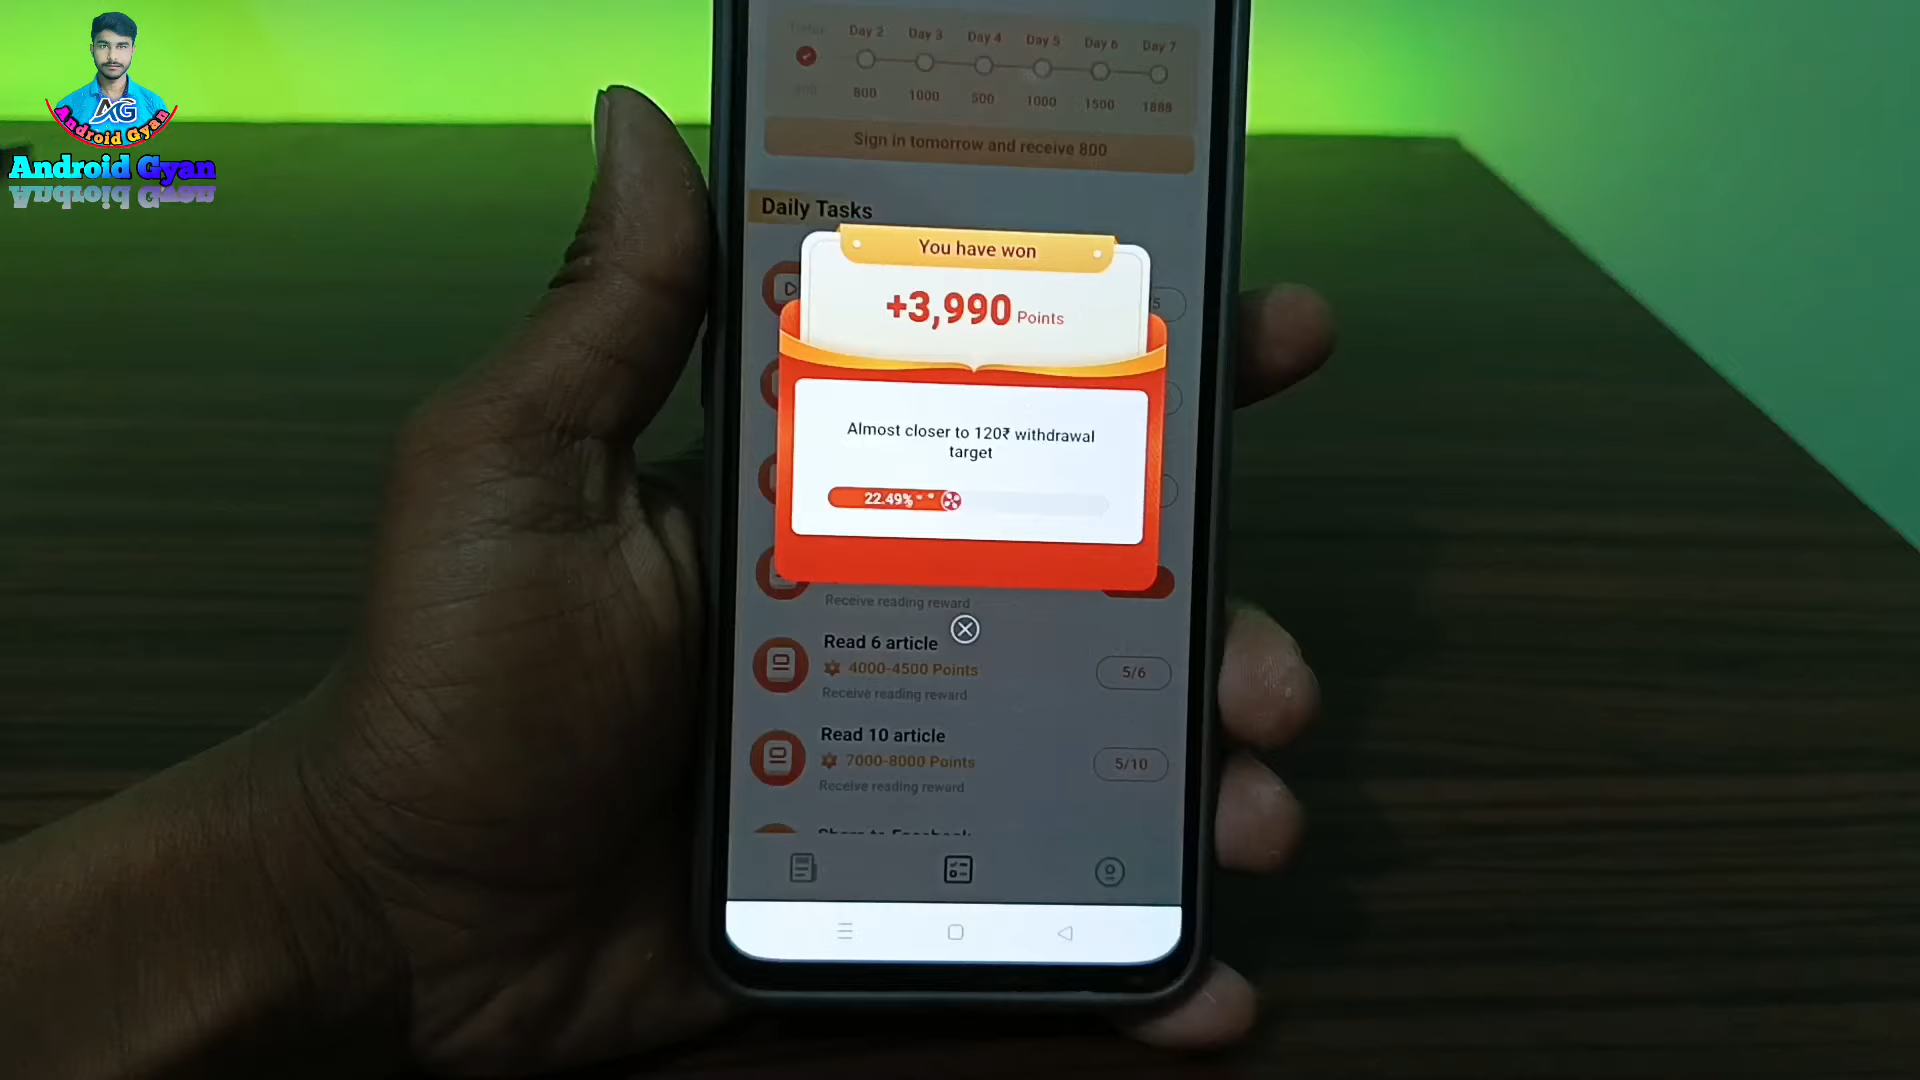 AG
Android Gyan
Android Gyan
Day 2 Day 3 Day 4 Day 5 Day 6 Day 7
800 1000 500 1000 1500 1888
Sign in tomorrow and receive 800
Daily Tasks
You have won
+3,990 Points
Almost closer to 120₹ withdrawal
target
22.49%
Receive reading reward
Read 6 article
4000-4500 Points
5/6
Receive reading reward
Read 10 article
7000-8000 Points
5/10
Receive reading reward